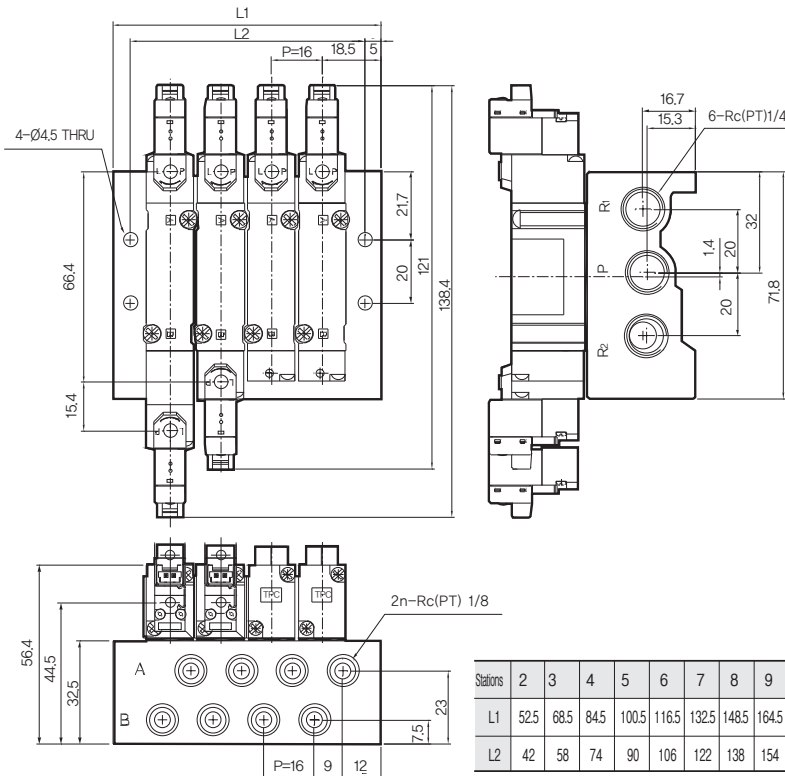 L1
L2
P=16 18.5 5
4-Ø4.5 THRU
L P L P L P L P
21.7
20
66.4
15.4
121
138.4
L P
L P
16.7
15.3
6-Rc(PT)1/4
R1
P
R2
1.4
20
20
32
71.8
TPC TPC
2n-Rc(PT) 1/8
56.4
44.5
32.5
A
B
23
7.5
P=16 9 12
Stations 2 3 4 5 6 7 8 9
L1 52.5 68.5 84.5 100.5 116.5 132.5 148.5 164.5
L2 42 58 74 90 106 122 138 154